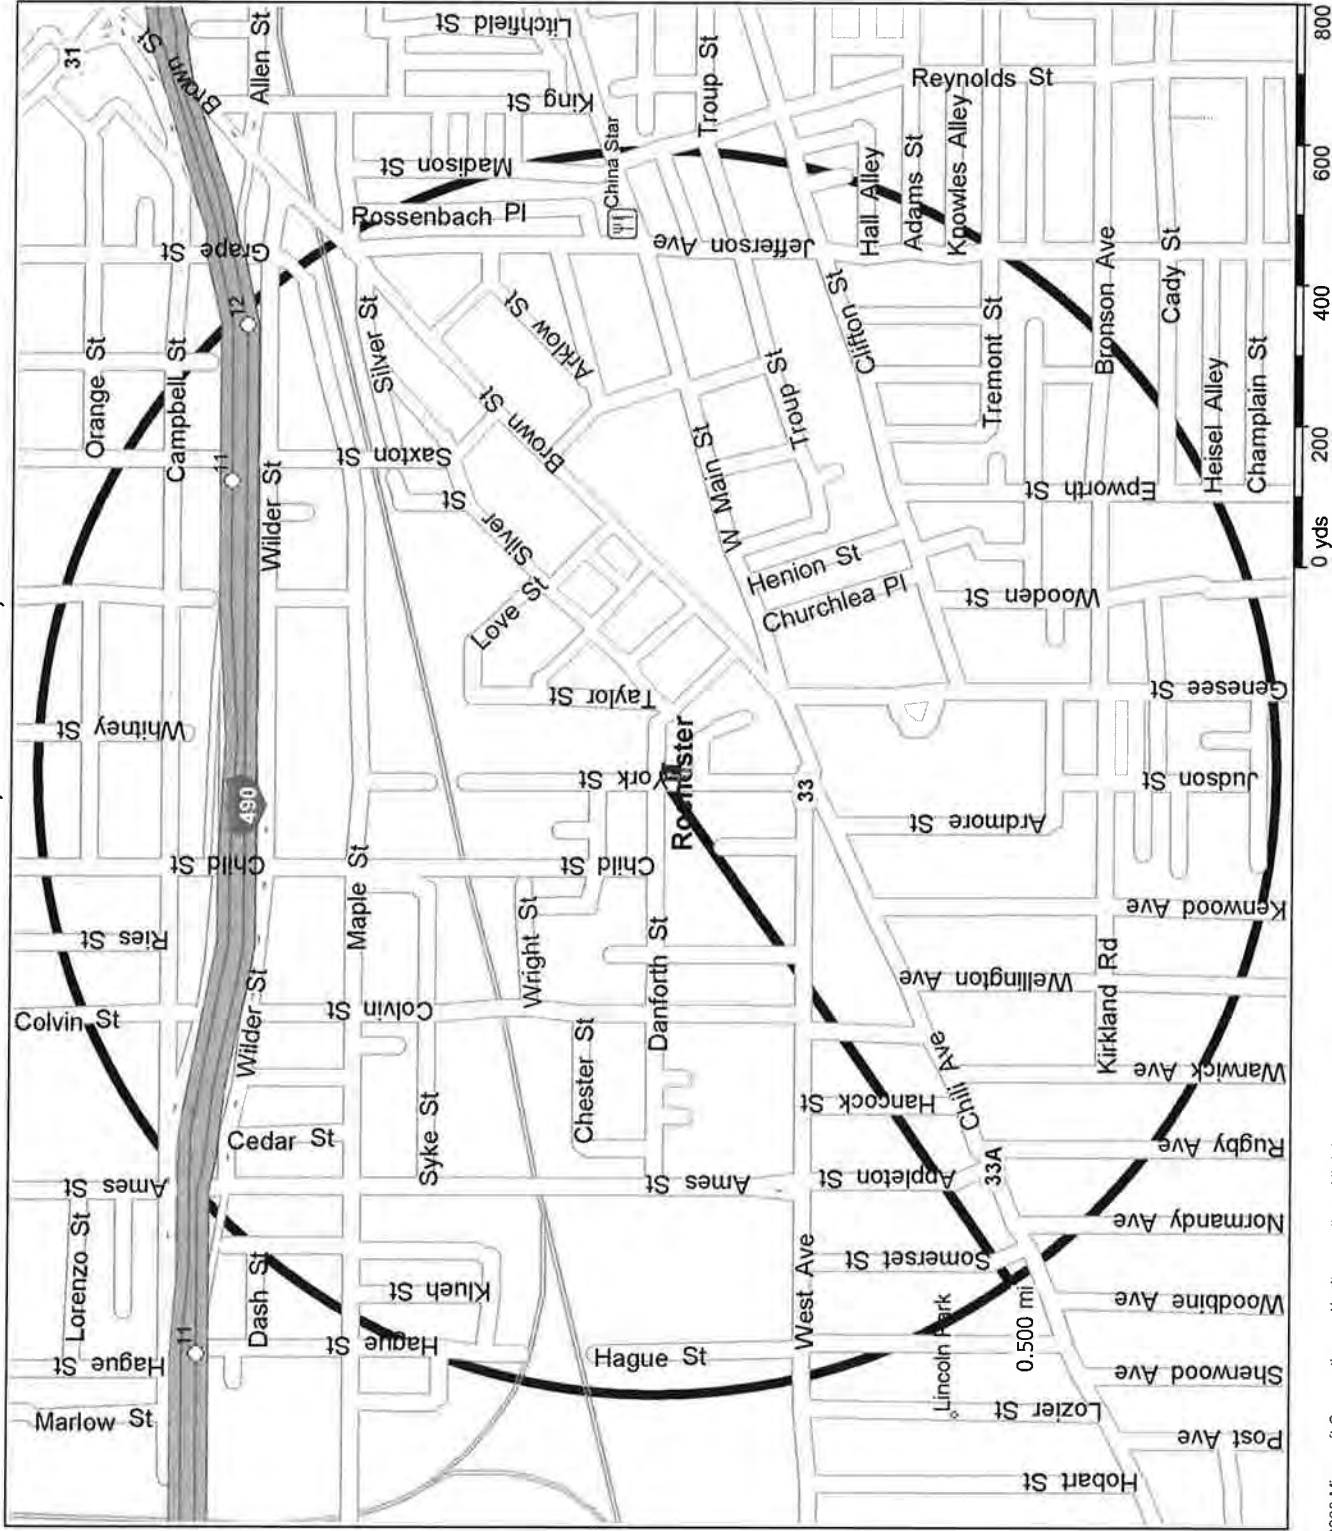 31
Brown St
Allen St
Litchfield St
King St
Troup St
Reynolds St
Madison St
China Star
Rossenbach Pl
Hall Alley
Adams St
Knowles Alley
Grape St
Jefferson Ave
12
Orange St
Campbell St
Silver St
Arklow St
Clifton St
Tremont St
Bronson Ave
Cady St
Brown St
Troup St
11
Saxton St
W Main St
Heisel Alley
Champlain St
Wilder St
St
Silver
Epworth St
Love St
Henion St
Churchlea Pl
Wooden St
Taylor St
Genesee St
Whitney St
Rochester
York St
33
Judson St
490
Ardmore St
Child St
Child St
Maple St
Kenwood Ave
Ries St
Wright St
Danforth St
Wellington Ave
Kirkland Rd
Colvin St
Wilder St
Colvin St
Chester St
Chili Ave
Warwick Ave
Hancock St
Cedar St
Syke St
Rugby Ave
Ames St
Ames St
Appleton St
33A
Normandy Ave
Lorenzo St
Dash St
Klueh St
West Ave
Somerset St
0.500 mi
Woodbine Ave
11
Hague St
Hague St
Hague St
Lincoln Park
Sherwood Ave
Marlow St
Lozier St
Post Ave
Hobart St
0 yds
200
400
600
800